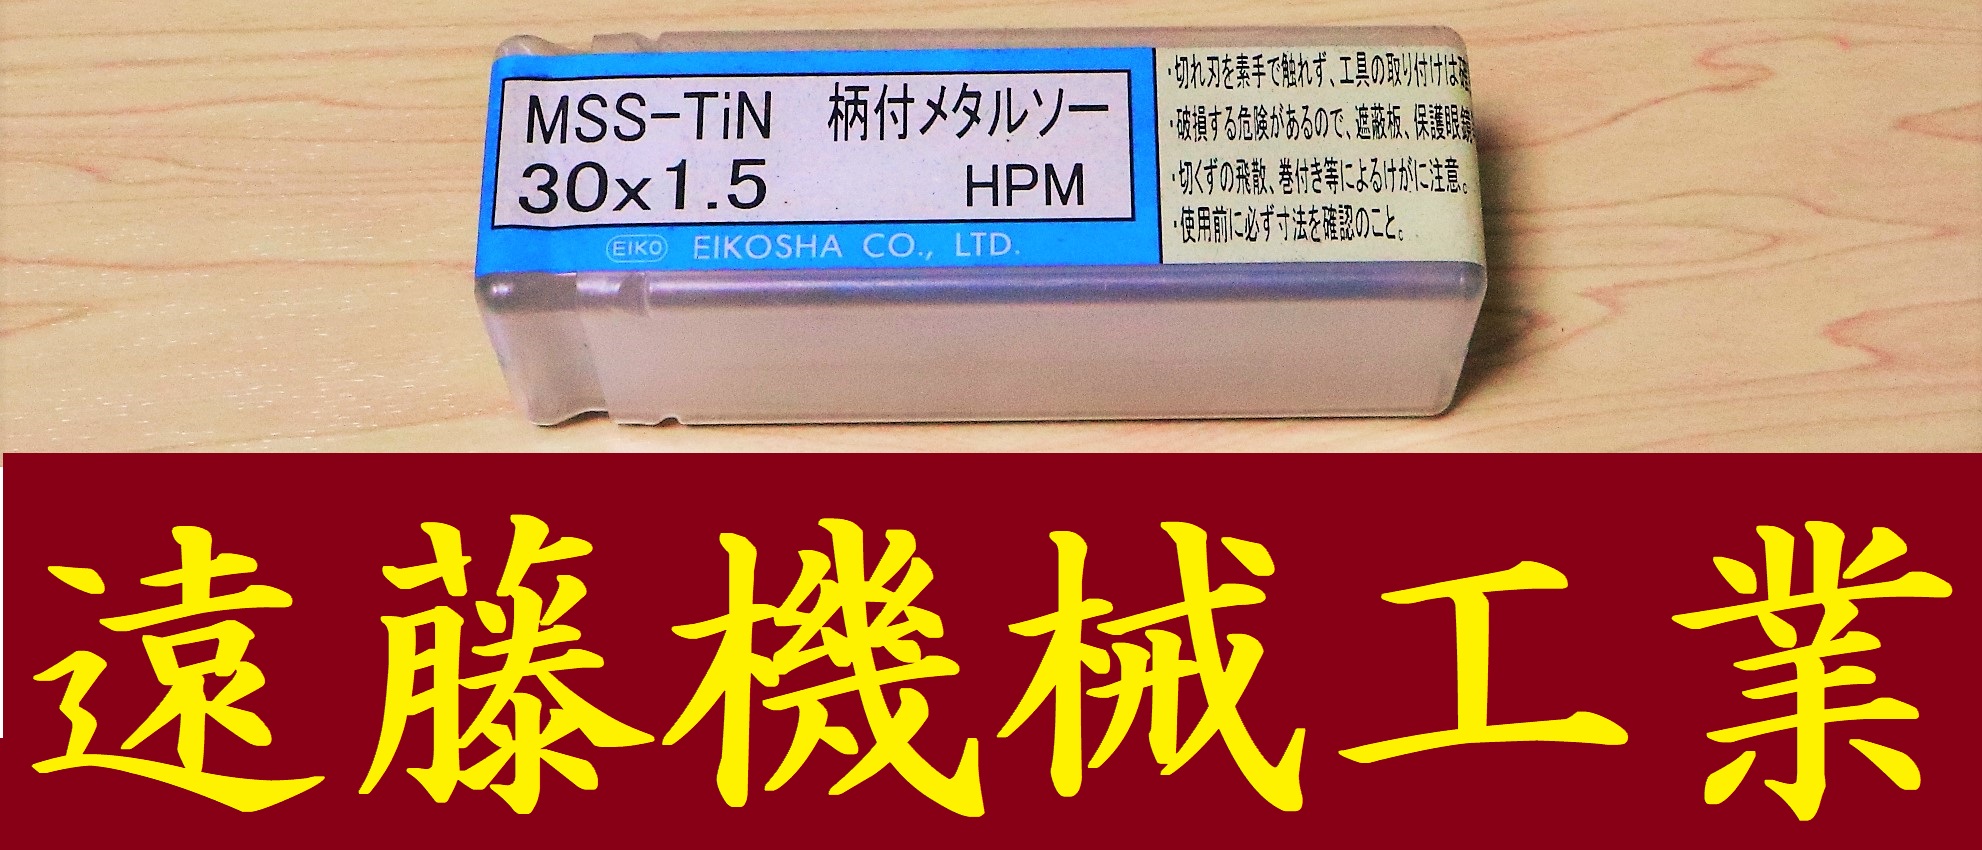 MSS-TiN 柄付メタルソー
30x1.5 HPM
EIKO EIKOSHA CO., LTD.
・切れ刃を素手で触れず、工具の取り付けは確
・破損する危険があるので、遮蔽板、保護眼鏡
・切くずの飛散、巻付き等によるけがに注意。
・使用前に必ず寸法を確認のこと。
遠藤機械工業